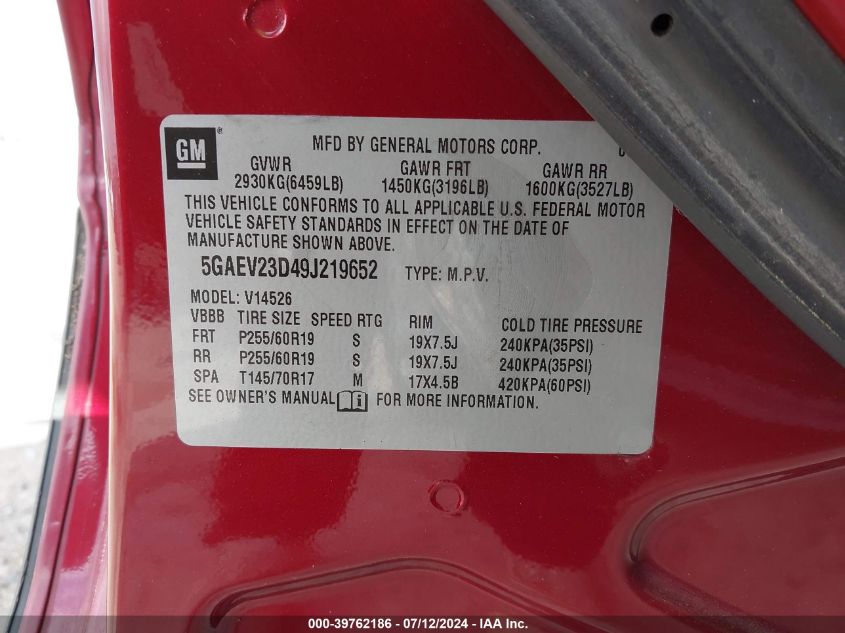 GM ®
MFD BY GENERAL MOTORS CORP.
GVWR GAWR FRT GAWR RR
2930KG(6459LB) 1450KG(3196LB) 1600KG(3527LB)
THIS VEHICLE CONFORMS TO ALL APPLICABLE U.S. FEDERAL MOTOR
VEHICLE SAFETY STANDARDS IN EFFECT ON THE DATE OF
MANUFACTURE SHOWN ABOVE.
5GAEV23D49J219652 TYPE: M.P.V.
MODEL: V14526
VBBB TIRE SIZE SPEED RTG RIM COLD TIRE PRESSURE
FRT P255/60R19 S 19X7.5J 240KPA(35PSI)
RR P255/60R19 S 19X7.5J 240KPA(35PSI)
SPA T145/70R17 M 17X4.5B 420KPA(60PSI)
SEE OWNER'S MANUAL FOR MORE INFORMATION.
000-39762186 - 07/12/2024 - IAA Inc.